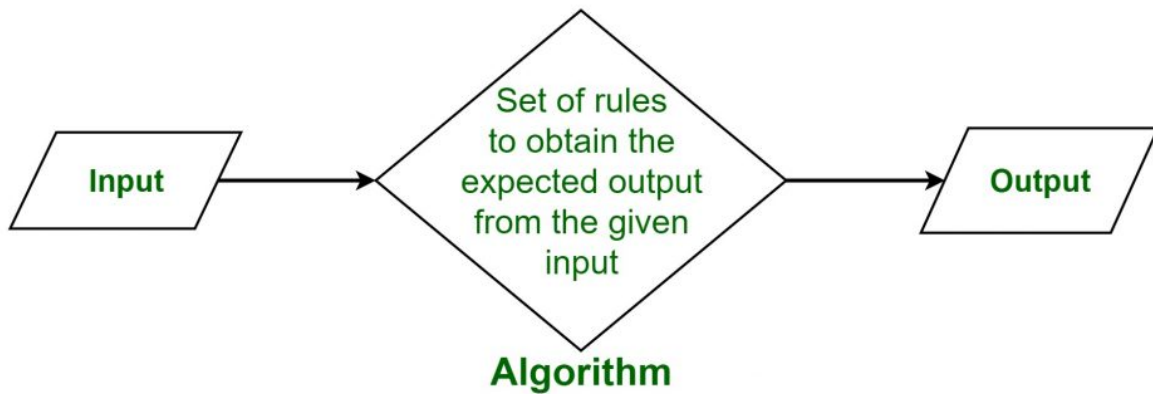 Input
Set of rules
to obtain the
expected output
from the given
input
Output
Algorithm